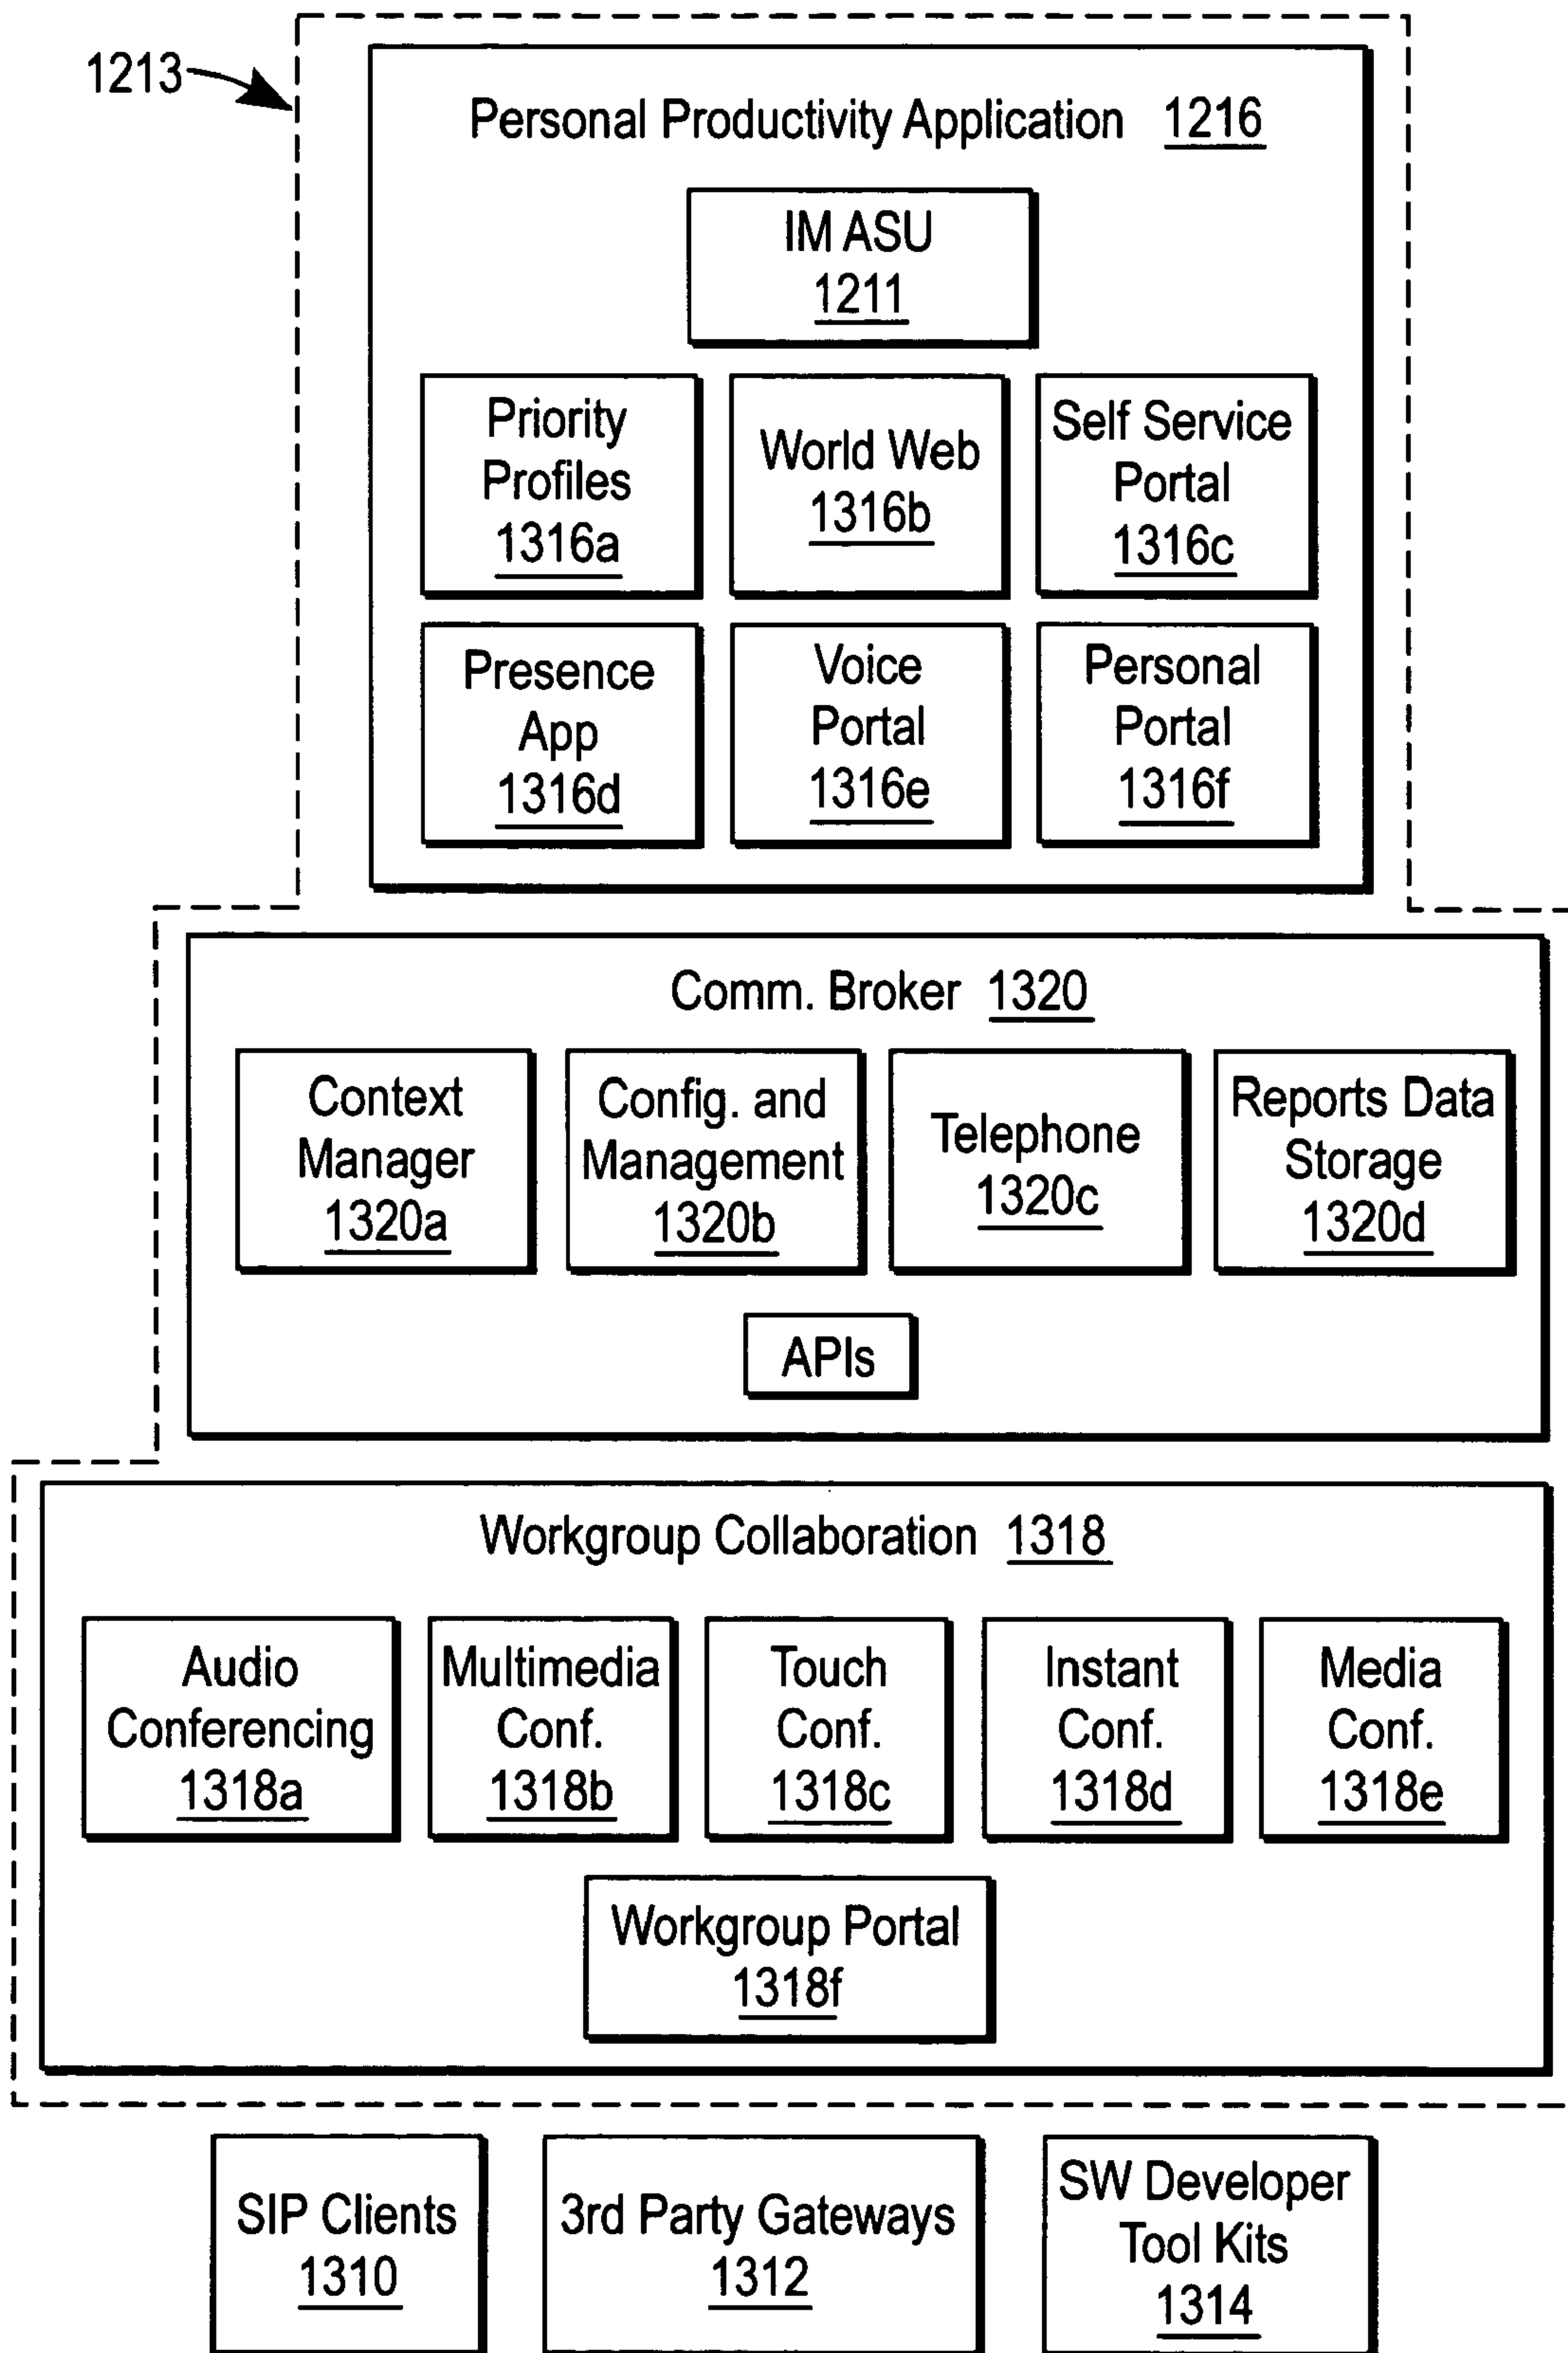 1213
Personal Productivity Application 1216
IM ASU
1211
Priority
Profiles
1316a
World Web
1316b
Self Service
Portal
1316c
Presence
App
1316d
Voice
Portal
1316e
Personal
Portal
1316f
Comm. Broker 1320
Context
Manager
1320a
Config. and
Management
1320b
Telephone
1320c
Reports Data
Storage
1320d
APIs
Workgroup Collaboration 1318
Audio
Conferencing
1318a
Multimedia
Conf.
1318b
Touch
Conf.
1318c
Instant
Conf.
1318d
Media
Conf.
1318e
Workgroup Portal
1318f
SIP Clients
1310
3rd Party Gateways
1312
SW Developer
Tool Kits
1314